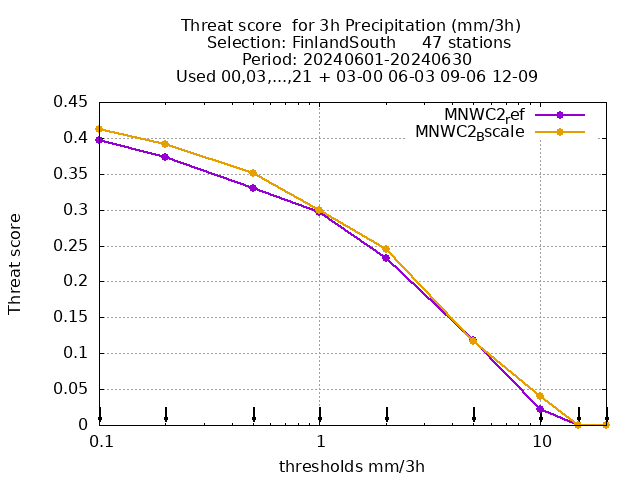 Threat score  for 3h Precipitation (mm/3h)
Selection: FinlandSouth     47 stations
Period: 20240601-20240630
Used 00,03,...,21 + 03-00 06-03 09-06 12-09
MNWC2ref
MNWC2Bscale
0.45
0.4
0.35
0.3
0.25
0.2
0.15
0.1
0.05
0
Threat score
0.1
1
10
thresholds mm/3h